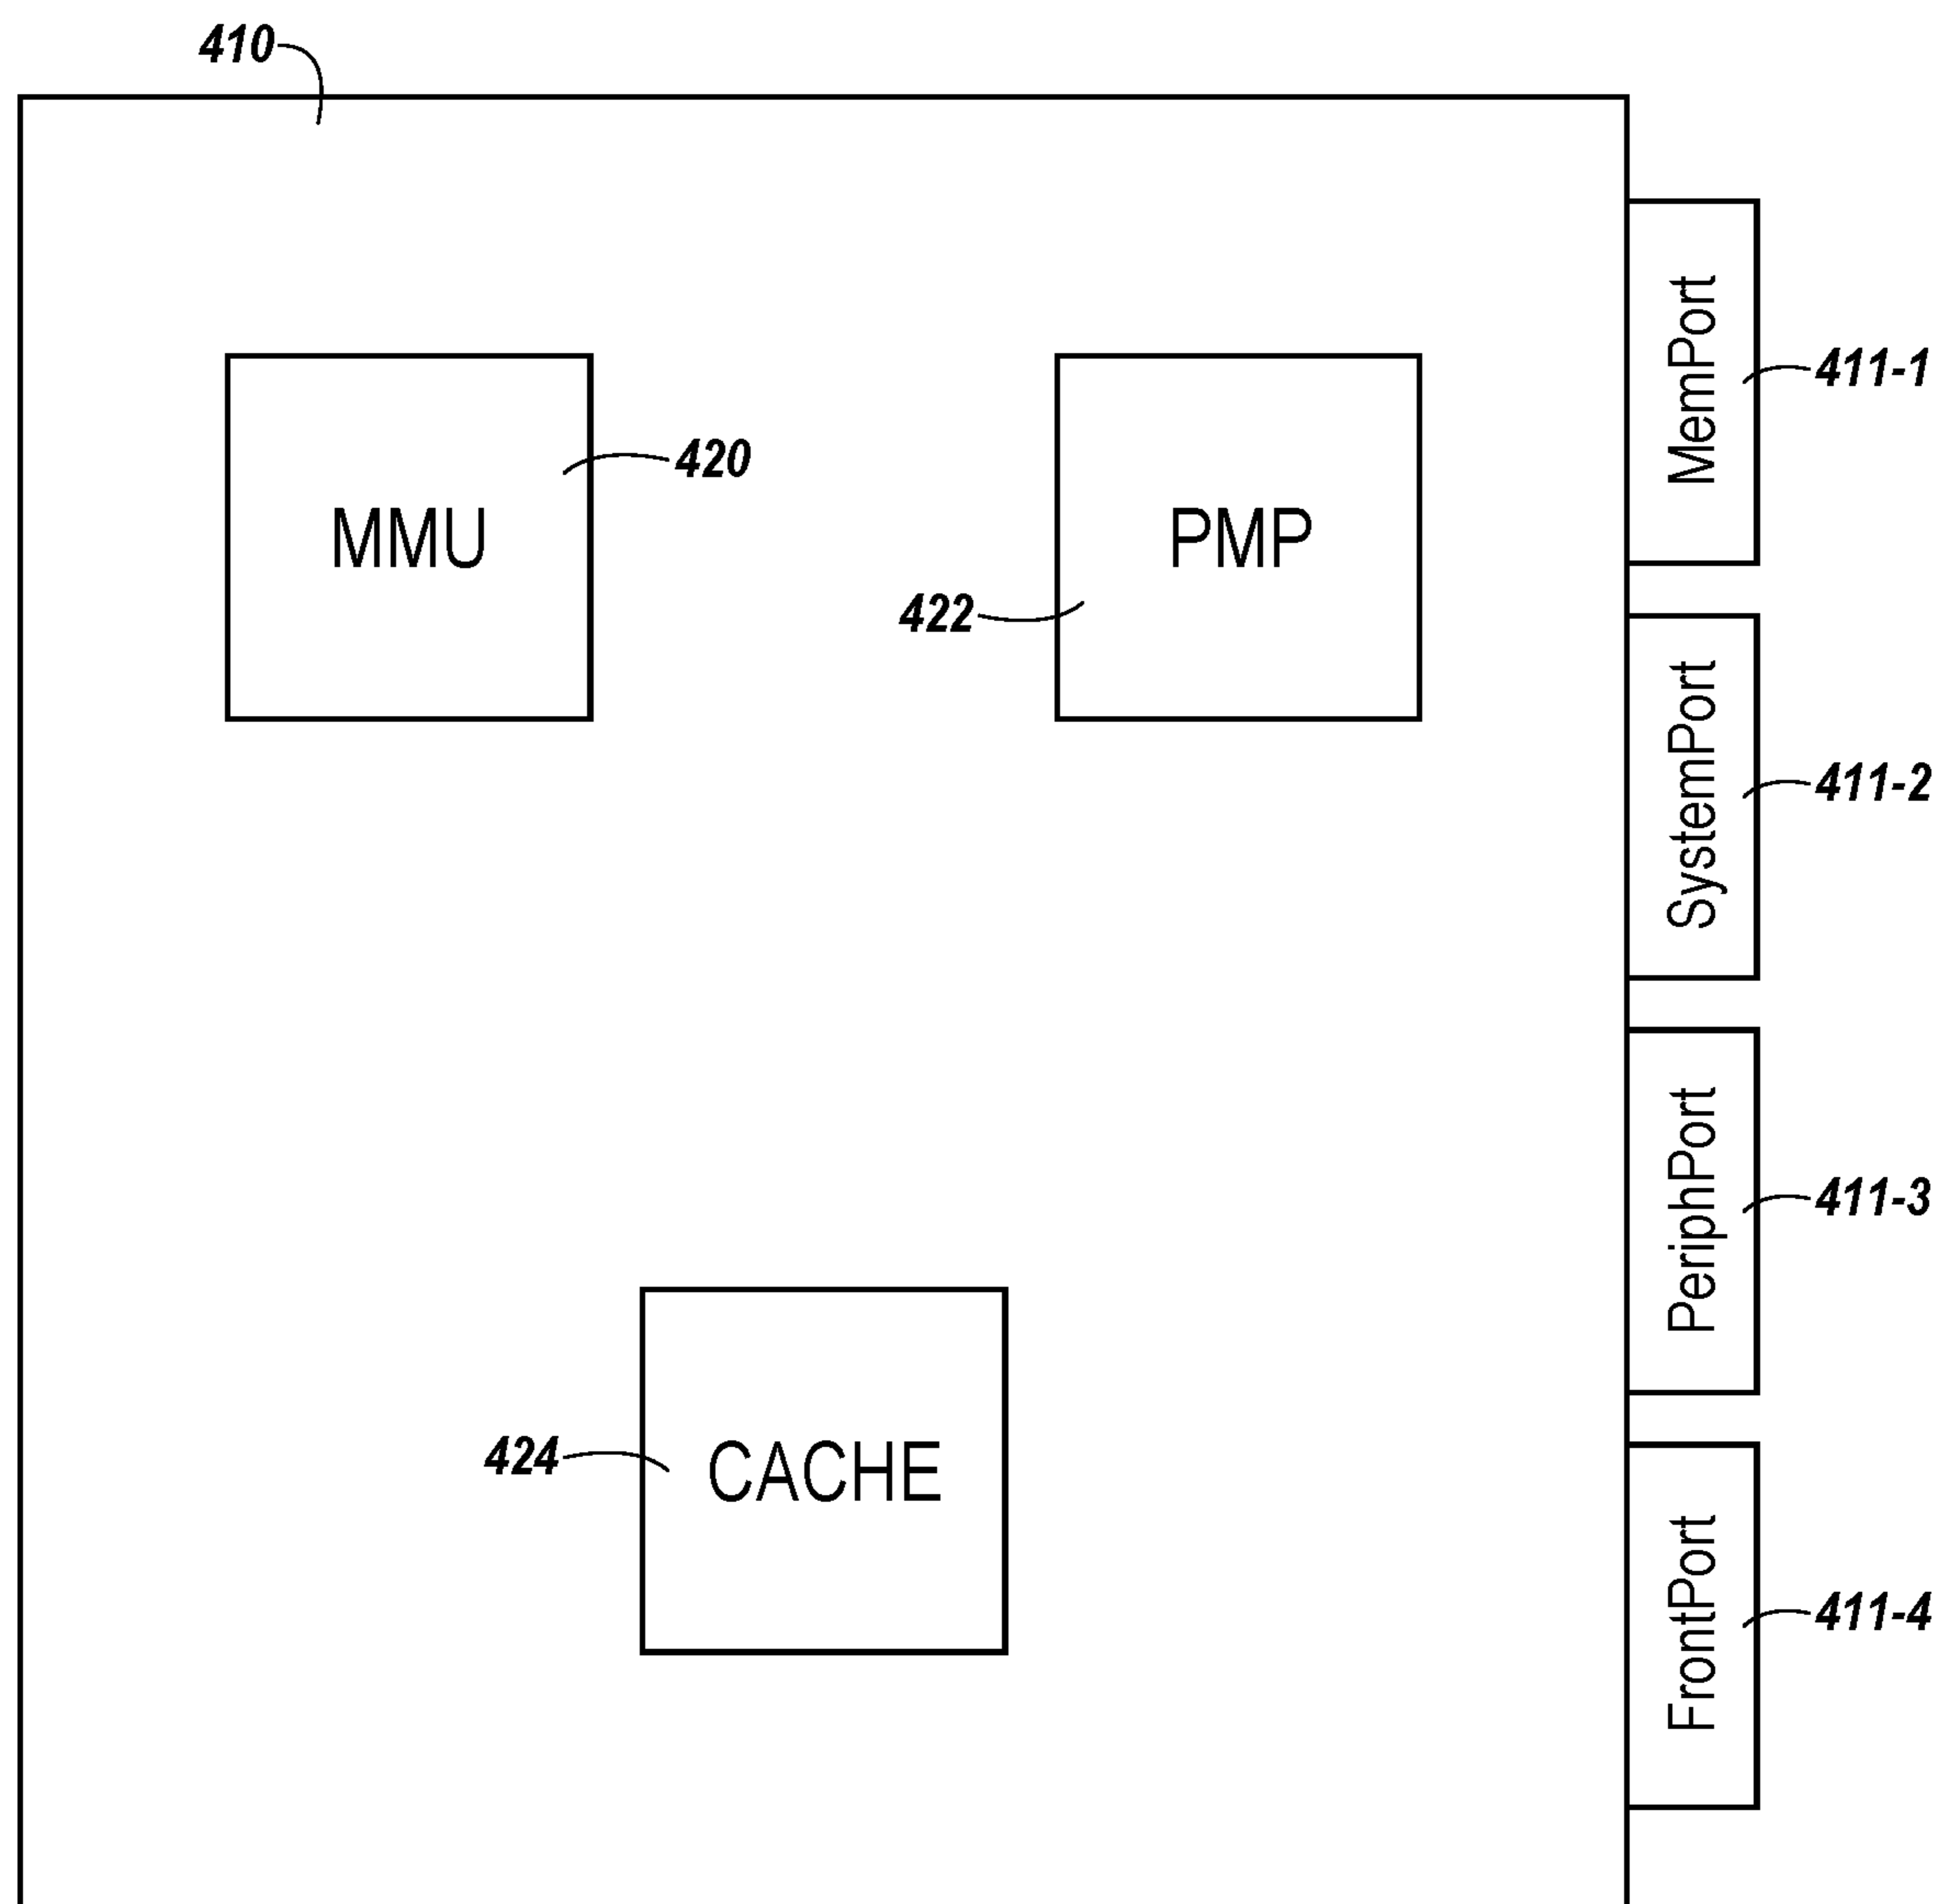 410
MemPort
411-1
MMU
420
PMP
422
SystemPort
411-2
PeriphPort
411-3
CACHE
424
FrontPort
411-4